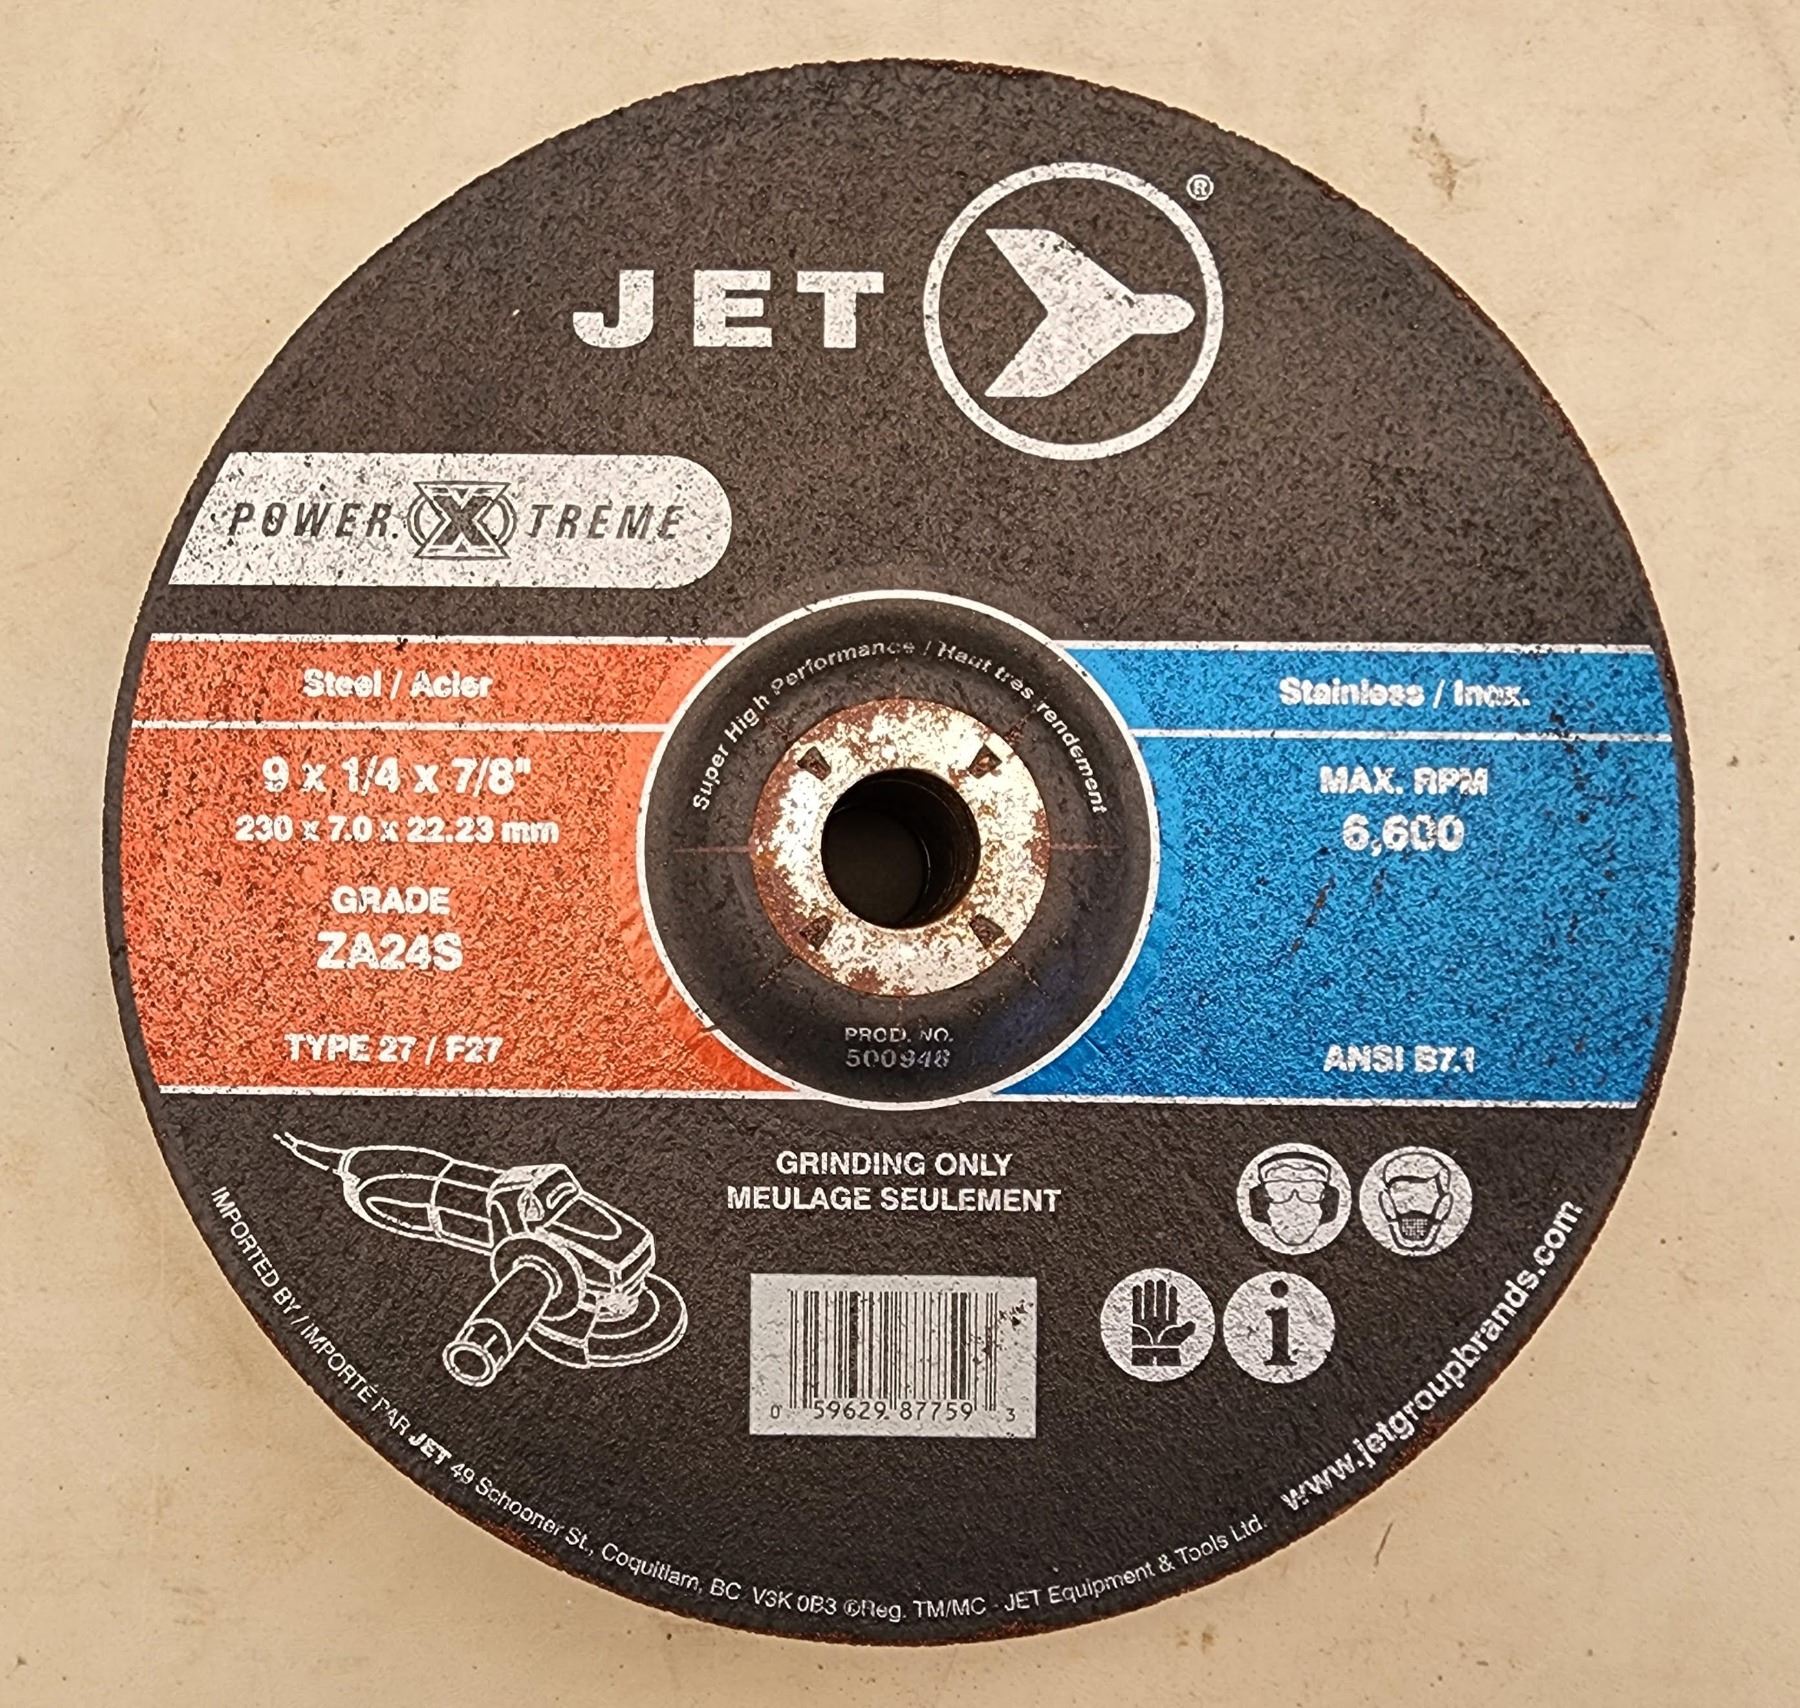 JET
®
POWER XTREME
Super High Performance / Haut très rendement
Steel / Acier
9 x 1/4 x 7/8"
230 x 7.0 x 22.23 mm
GRADE
ZA24S
TYPE 27 / F27
Stainless / Inox.
MAX. RPM
6,600
ANSI B7.1
PROD. NO.
500948
GRINDING ONLY
MEULAGE SEULEMENT
0 59629 87759 3
IMPORTED BY / IMPORTÉ PAR JET 49 Schooner St., Coquitlam, BC V3K 0B3 ®Reg. TM/MC - JET Equipment & Tools Ltd.
www.jetgroupbrands.com